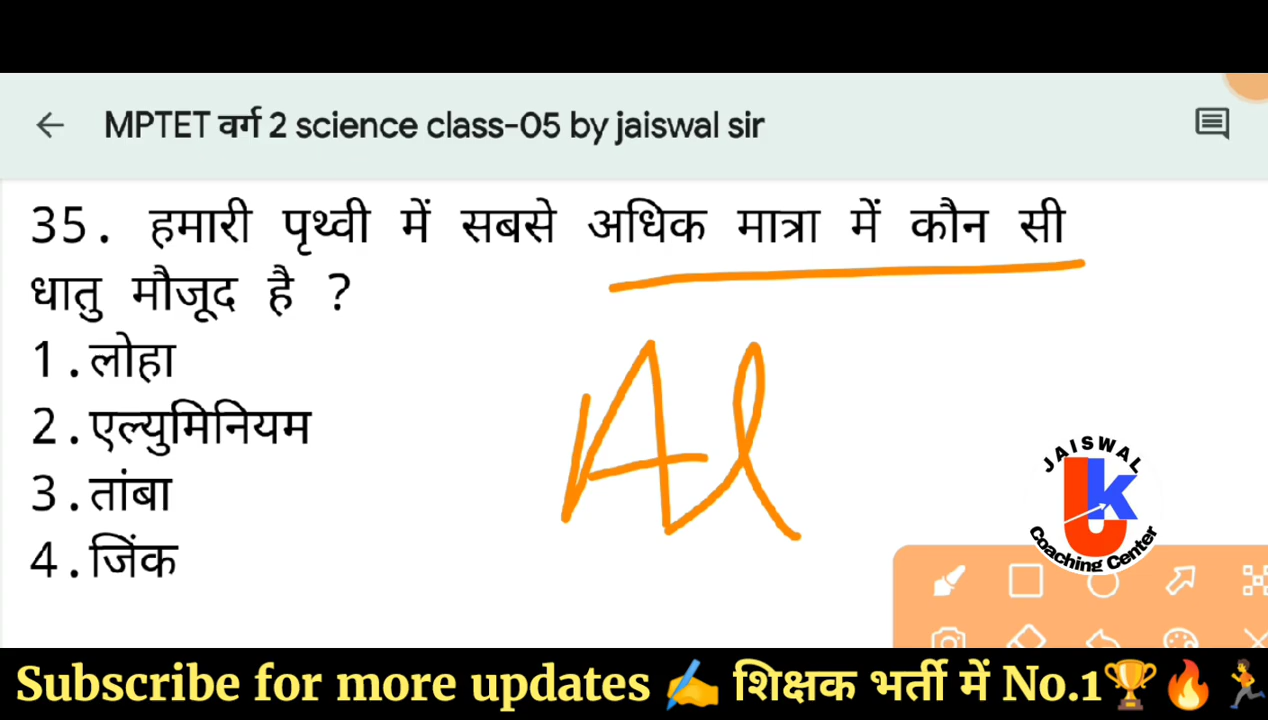 MPTET वर्ग 2 science class-05 by jaiswal sir
35. हमारी पृथ्वी में सबसे अधिक मात्रा में कौन सी
धातु मौजूद है ?
1.लोहा
2.एल्युमिनियम
3.तांबा
4.जिंक
Al
JAISWAL
JK
Coaching Center
Subscribe for more updates ✍️ शिक्षक भर्ती में No.1🏆🔥🏃